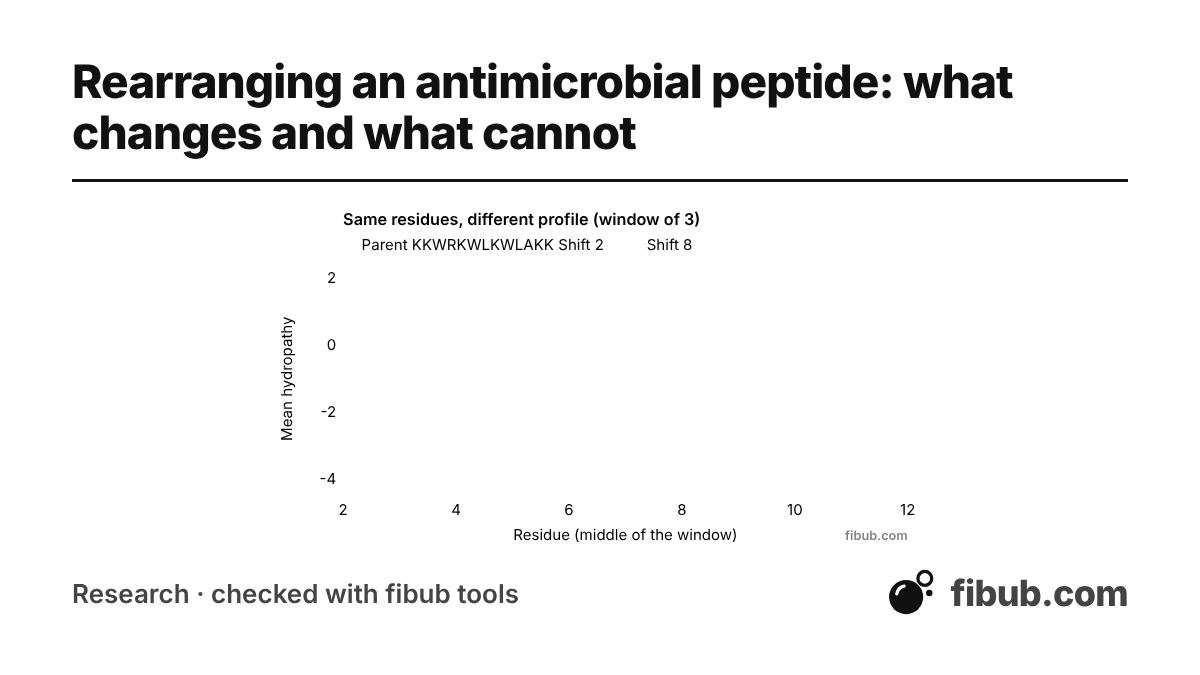 Rearranging an antimicrobial peptide: what
changes and what cannot
Same residues, different profile (window of 3)
Parent KKWRKWLKWLAKK Shift 2 Shift 8
2
0
-2
-4
Mean hydropathy
2 4 6 8 10 12
Residue (middle of the window)
fibub.com
Research · checked with fibub tools
fibub.com